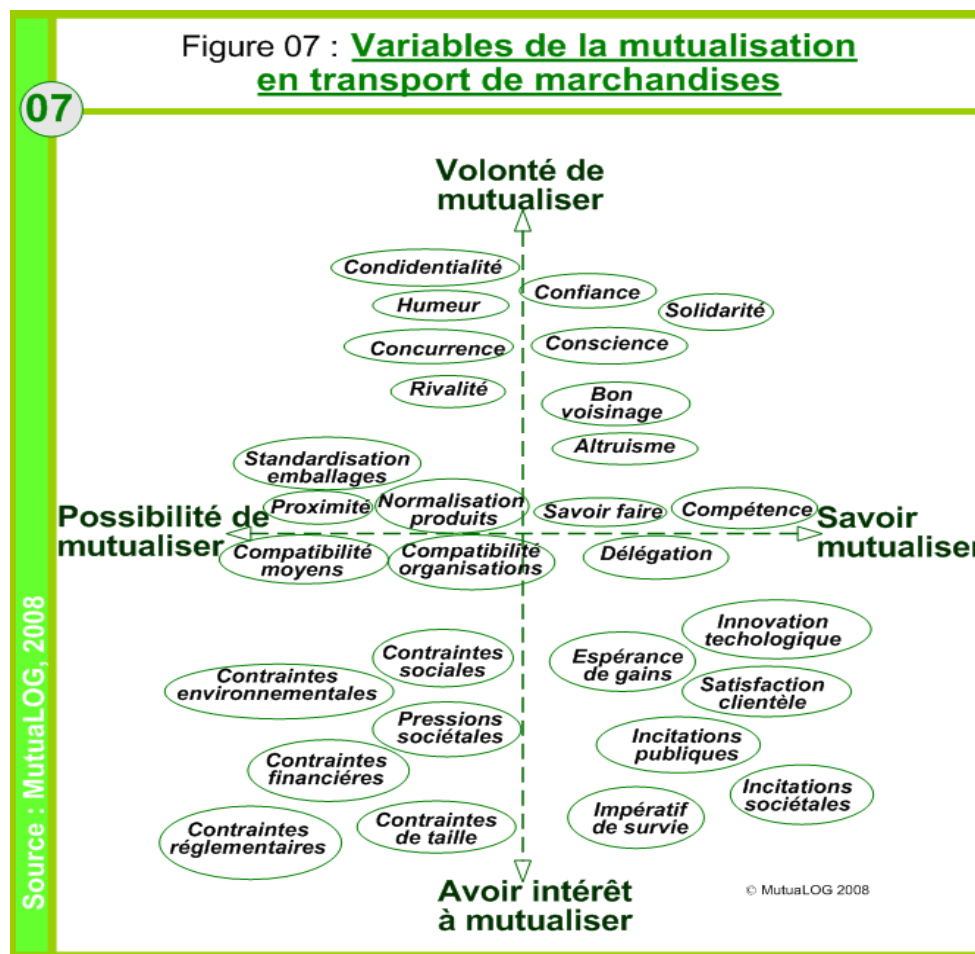 Figure 07 : Variables de la mutualisation
en transport de marchandises
07
Volonté de
mutualiser
Condidentialité
Confiance
Humeur
Solidarité
Concurrence
Conscience
Rivalité
Bon
voisinage
Altruisme
Standardisation
emballages
Proximité
Normalisation
produits
Savoir faire
Compétence
Possibilité de
mutualiser
Savoir
mutualiser
Compatibilité
moyens
Compatibilité
organisations
Délégation
Innovation
techologique
Contraintes
sociales
Espérance
de gains
Contraintes
environnementales
Satisfaction
clientèle
Pressions
sociétales
Incitations
publiques
Contraintes
financiéres
Incitations
sociétales
Contraintes
réglementaires
Contraintes
de taille
Impératif
de survie
Avoir intérêt
à mutualiser
© MutuaLOG 2008
Source : MutuaLOG, 2008